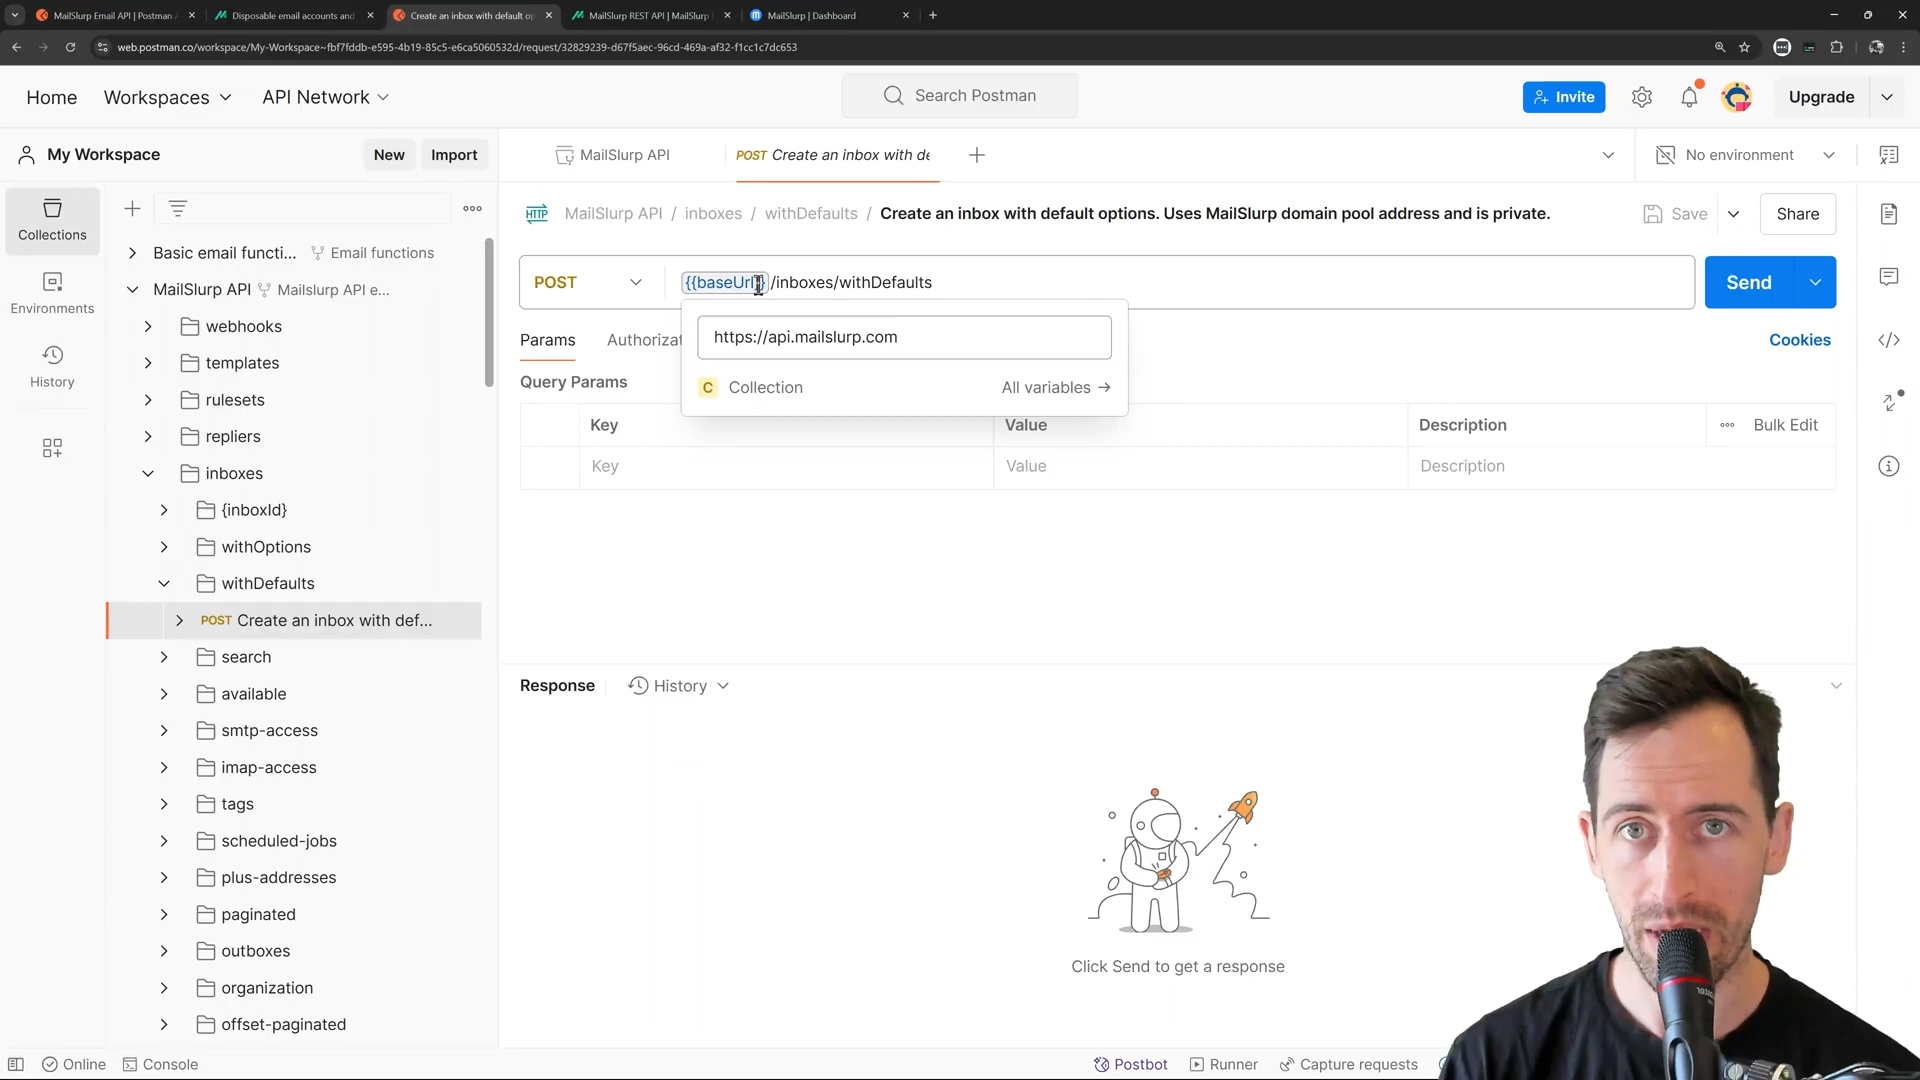 MailSlurp Email API | Postman A
Disposable email accounts and
Create an inbox with default op
MailSlurp REST API | MailSlurp
MailSlurp | Dashboard
web.postman.co/workspace/My-Workspace~fbf7fddb-e595-4b19-85c5-e6ca5060532d/request/32829239-d67f5aec-96cd-469a-af32-f1cc1c7dc653
Home
Workspaces
API Network
Search Postman
Invite
Upgrade
My Workspace
New
Import
MailSlurp API
POST Create an inbox with de
No environment
Collections
Environments
History
Basic email functi...
Email functions
MailSlurp API
Mailslurp API e...
webhooks
templates
rulesets
repliers
inboxes
{inboxId}
withOptions
withDefaults
POST Create an inbox with def...
search
available
smtp-access
imap-access
tags
scheduled-jobs
plus-addresses
paginated
outboxes
organization
offset-paginated
HTTP
MailSlurp API / inboxes / withDefaults / Create an inbox with default options. Uses MailSlurp domain pool address and is private.
Save
Share
POST
{{baseUrl}} /inboxes/withDefaults
Send
Params
Authorizat
Cookies
https://api.mailslurp.com
C Collection
All variables →
Query Params
Key
Value
Description
Bulk Edit
Key
Value
Description
Response
History
Click Send to get a response
Online
Console
Postbot
Runner
Capture requests